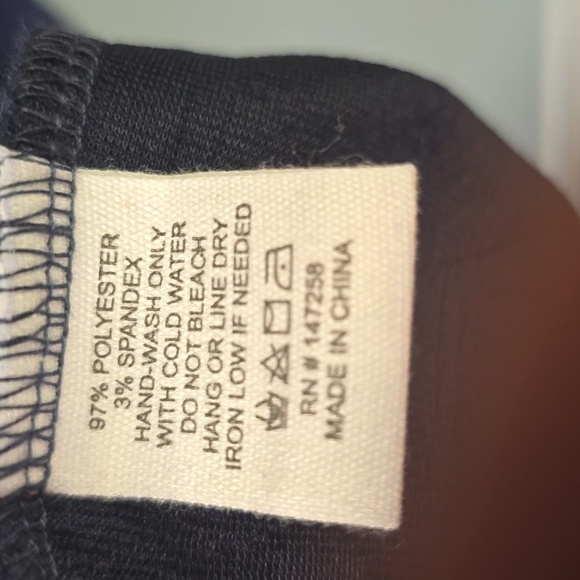 97% POLYESTER
3% SPANDEX
HAND-WASH ONLY
WITH COLD WATER
DO NOT BLEACH
HANG OR LINE DRY
IRON LOW IF NEEDED
RN # 147258
MADE IN CHINA